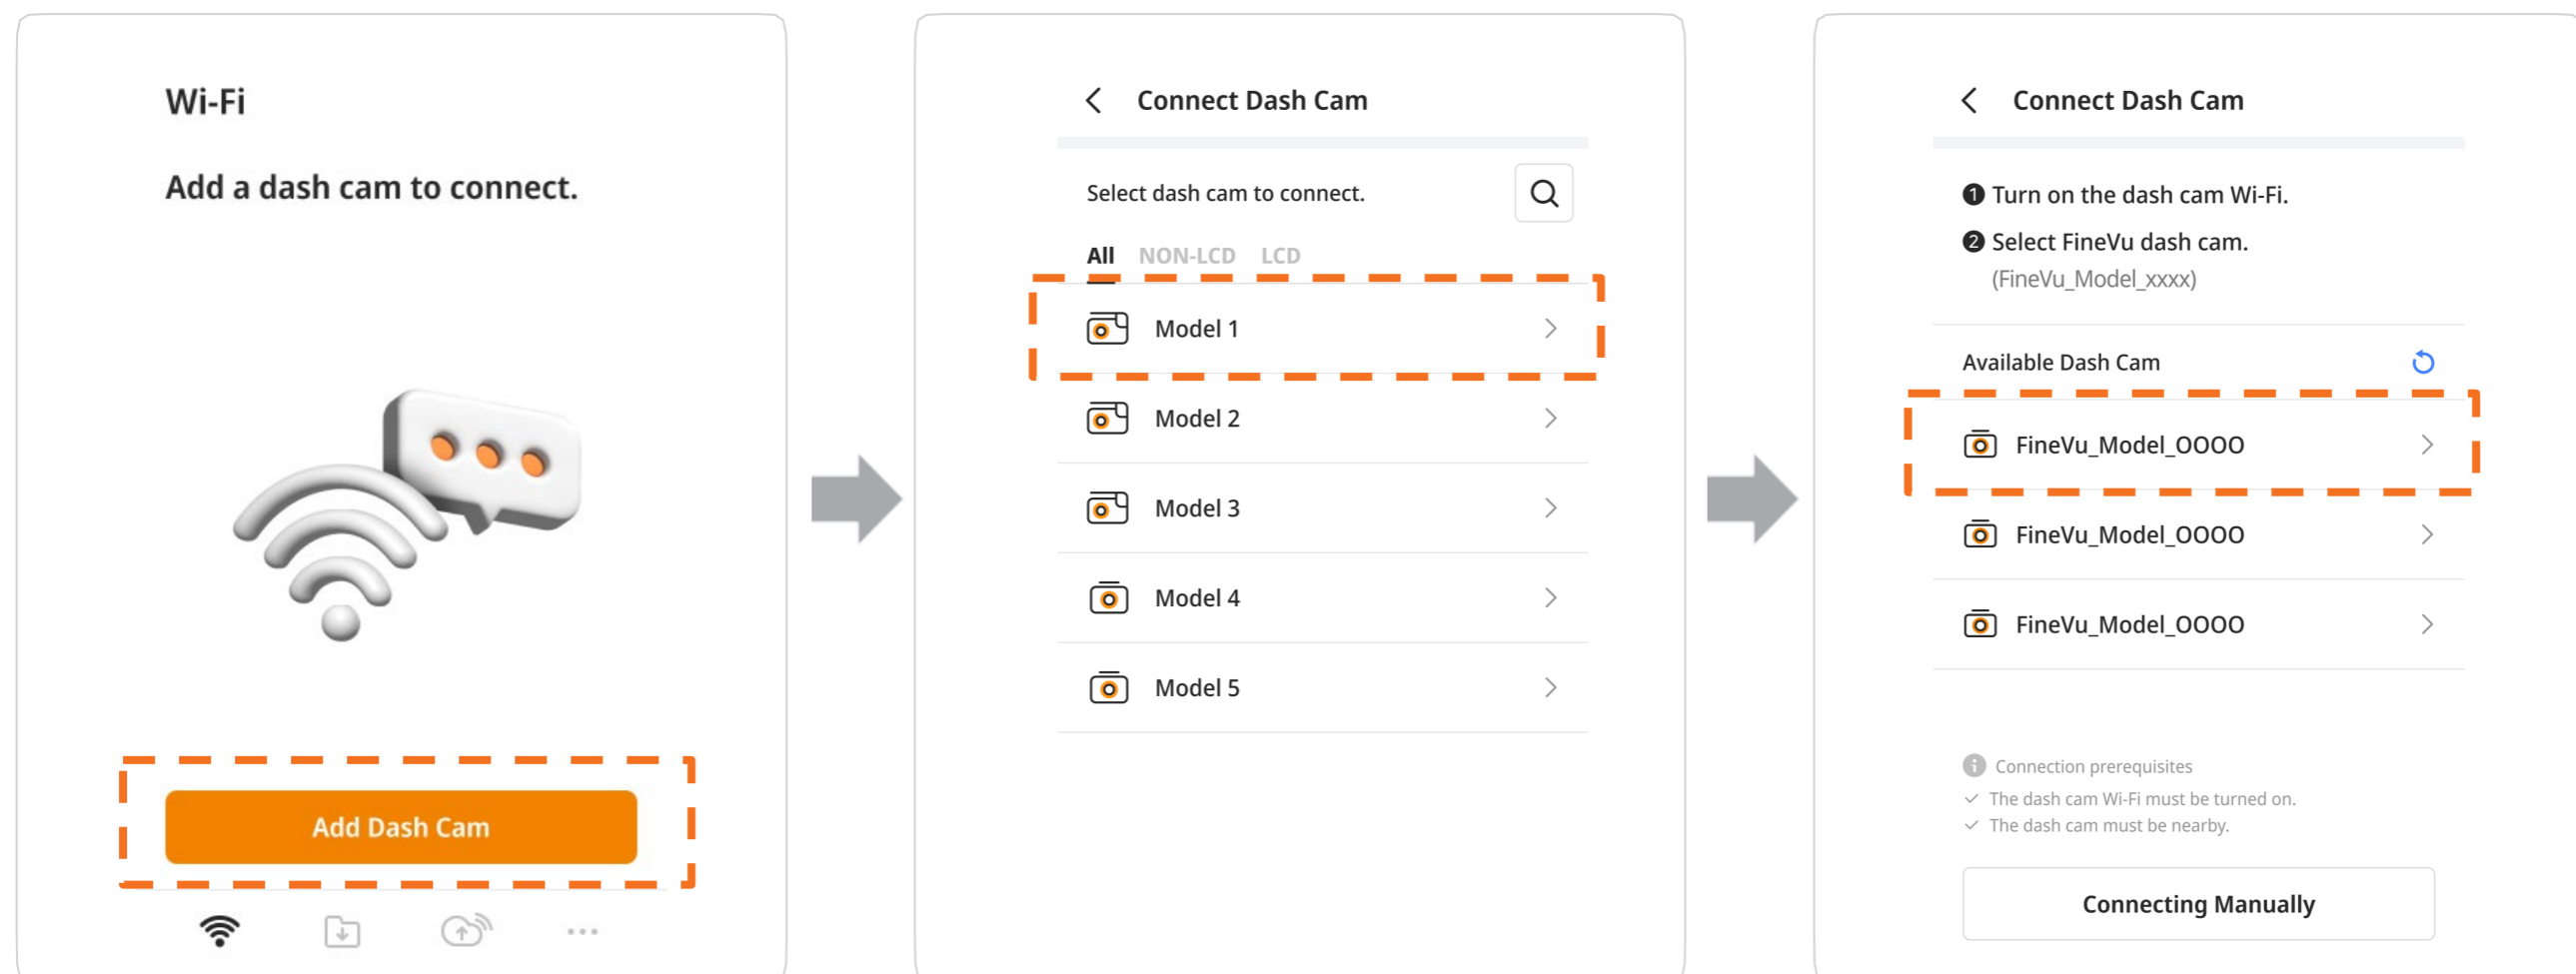 Wi-Fi
Add a dash cam to connect.
Add Dash Cam
Connect Dash Cam
Select dash cam to connect.
All NON-LCD LCD
Model 1
Model 2
Model 3
Model 4
Model 5
Connect Dash Cam
❶ Turn on the dash cam Wi-Fi.
❷ Select FineVu dash cam.
(FineVu_Model_xxxx)
Available Dash Cam
FineVu_Model_OOOO
FineVu_Model_OOOO
FineVu_Model_OOOO
Connection prerequisites
The dash cam Wi-Fi must be turned on.
The dash cam must be nearby.
Connecting Manually